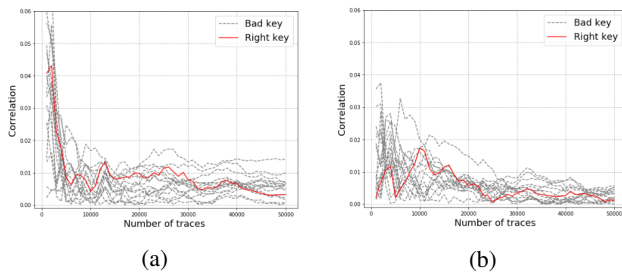 0.06
0.05
0.04
0.03
0.02
0.01
0.00
Correlation
0
10000
20000
30000
40000
50000
Number of traces
Bad key
Right key
(a)
0.06
0.05
0.04
0.03
0.02
0.01
0.00
Correlation
0
10000
20000
30000
40000
50000
Number of traces
Bad key
Right key
(b)